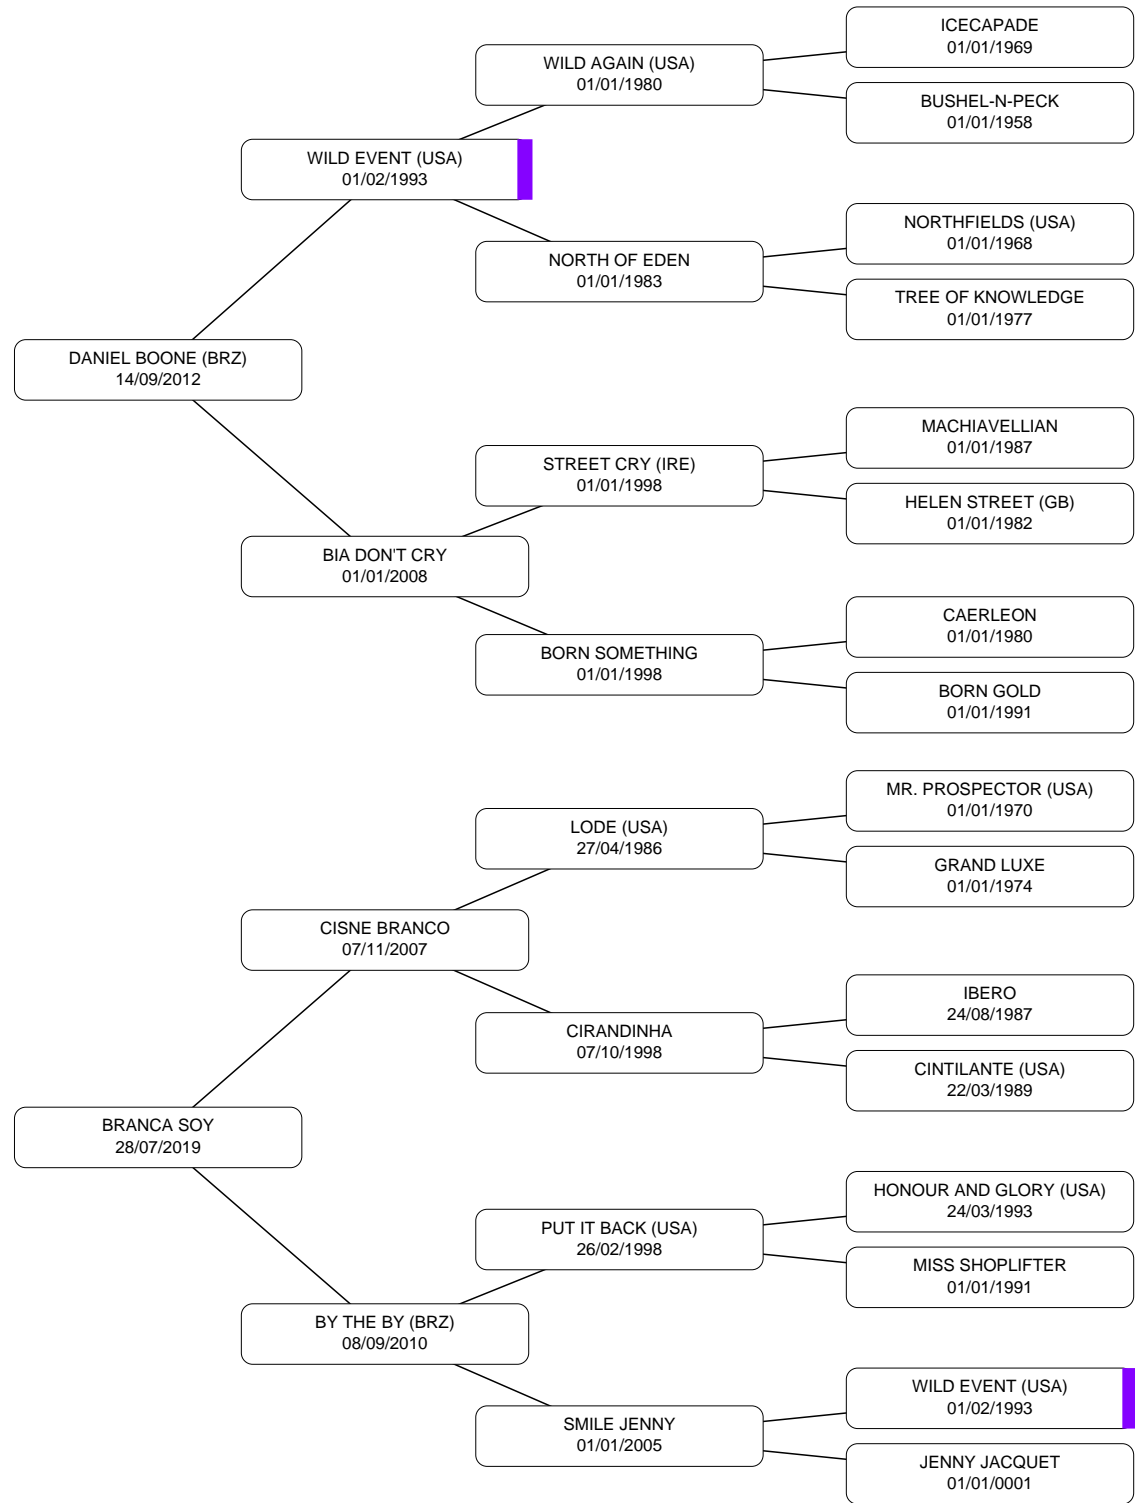 ICECAPADE
01/01/1969
WILD AGAIN (USA)
01/01/1980
BUSHEL-N-PECK
01/01/1958
WILD EVENT (USA)
01/02/1993
NORTHFIELDS (USA)
01/01/1968
NORTH OF EDEN
01/01/1983
TREE OF KNOWLEDGE
01/01/1977
DANIEL BOONE (BRZ)
14/09/2012
MACHIAVELLIAN
01/01/1987
STREET CRY (IRE)
01/01/1998
HELEN STREET (GB)
01/01/1982
BIA DON'T CRY
01/01/2008
CAERLEON
01/01/1980
BORN SOMETHING
01/01/1998
BORN GOLD
01/01/1991
MR. PROSPECTOR (USA)
01/01/1970
LODE (USA)
27/04/1986
GRAND LUXE
01/01/1974
CISNE BRANCO
07/11/2007
IBERO
24/08/1987
CIRANDINHA
07/10/1998
CINTILANTE (USA)
22/03/1989
BRANCA SOY
28/07/2019
HONOUR AND GLORY (USA)
24/03/1993
PUT IT BACK (USA)
26/02/1998
MISS SHOPLIFTER
01/01/1991
BY THE BY (BRZ)
08/09/2010
WILD EVENT (USA)
01/02/1993
SMILE JENNY
01/01/2005
JENNY JACQUET
01/01/0001